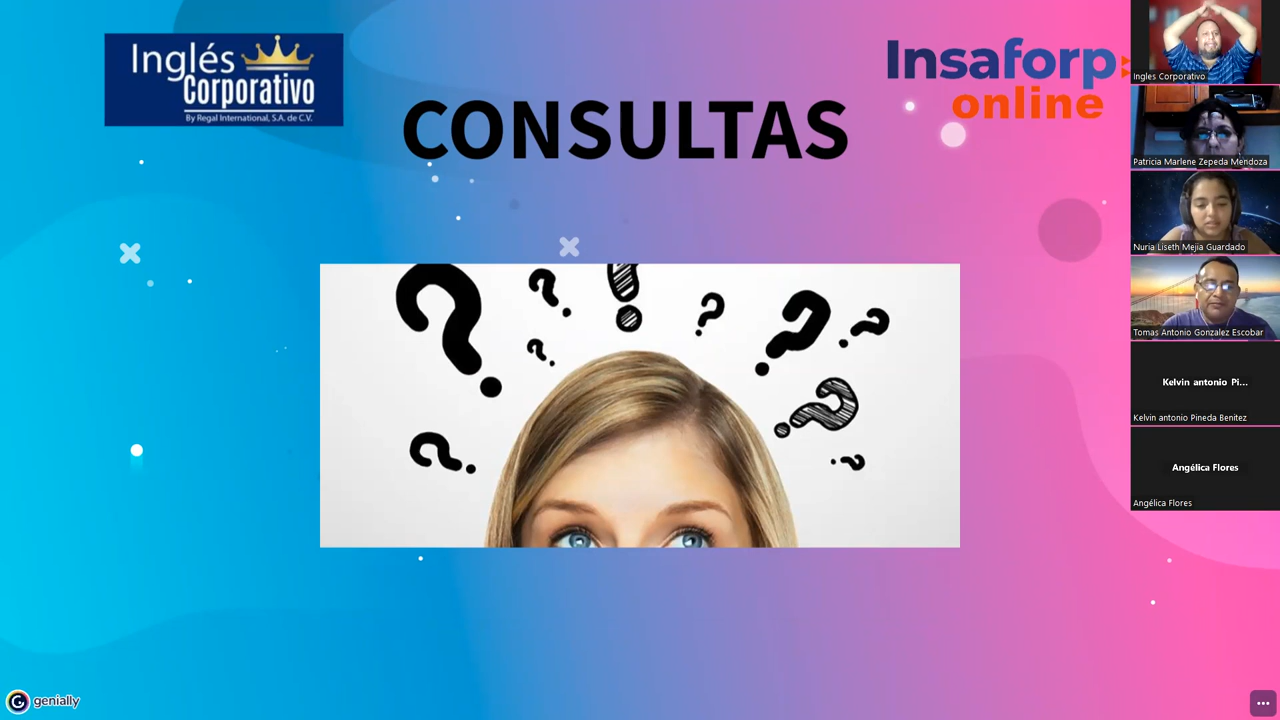 Inglés
Corporativo
By Regal International, S.A. de C.V.
CONSULTAS
Insaforp
online
Ingles Corporativo
Patricia Marlene Zepeda Mendoza
Nuria Liseth Mejia Guardado
Tomas Antonio Gonzalez Escobar
Kelvin antonio Pi...
Kelvin antonio Pineda Benitez
Angélica Flores
Angélica Flores
genially